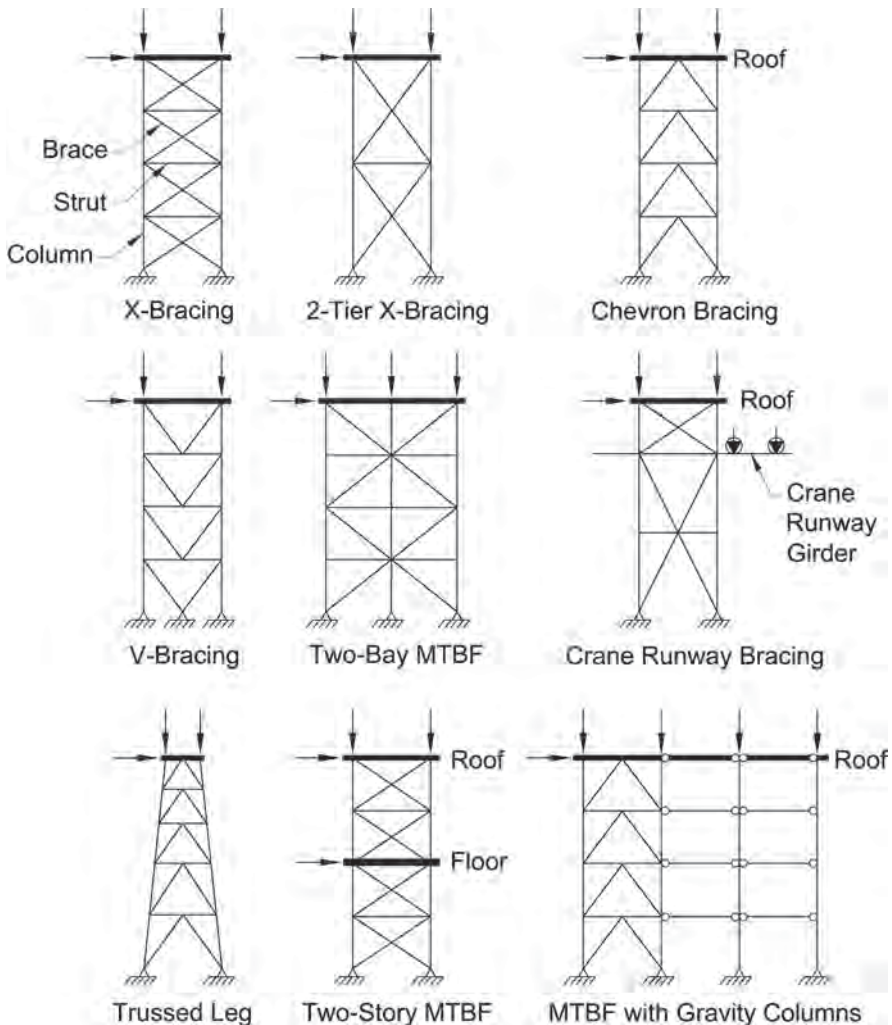 Roof
Brace
Strut
Column
X-Bracing
2-Tier X-Bracing
Chevron Bracing
Roof
Crane
Runway
Girder
V-Bracing
Two-Bay MTBF
Crane Runway Bracing
Roof
Roof
Floor
Trussed Leg
Two-Story MTBF
MTBF with Gravity Columns